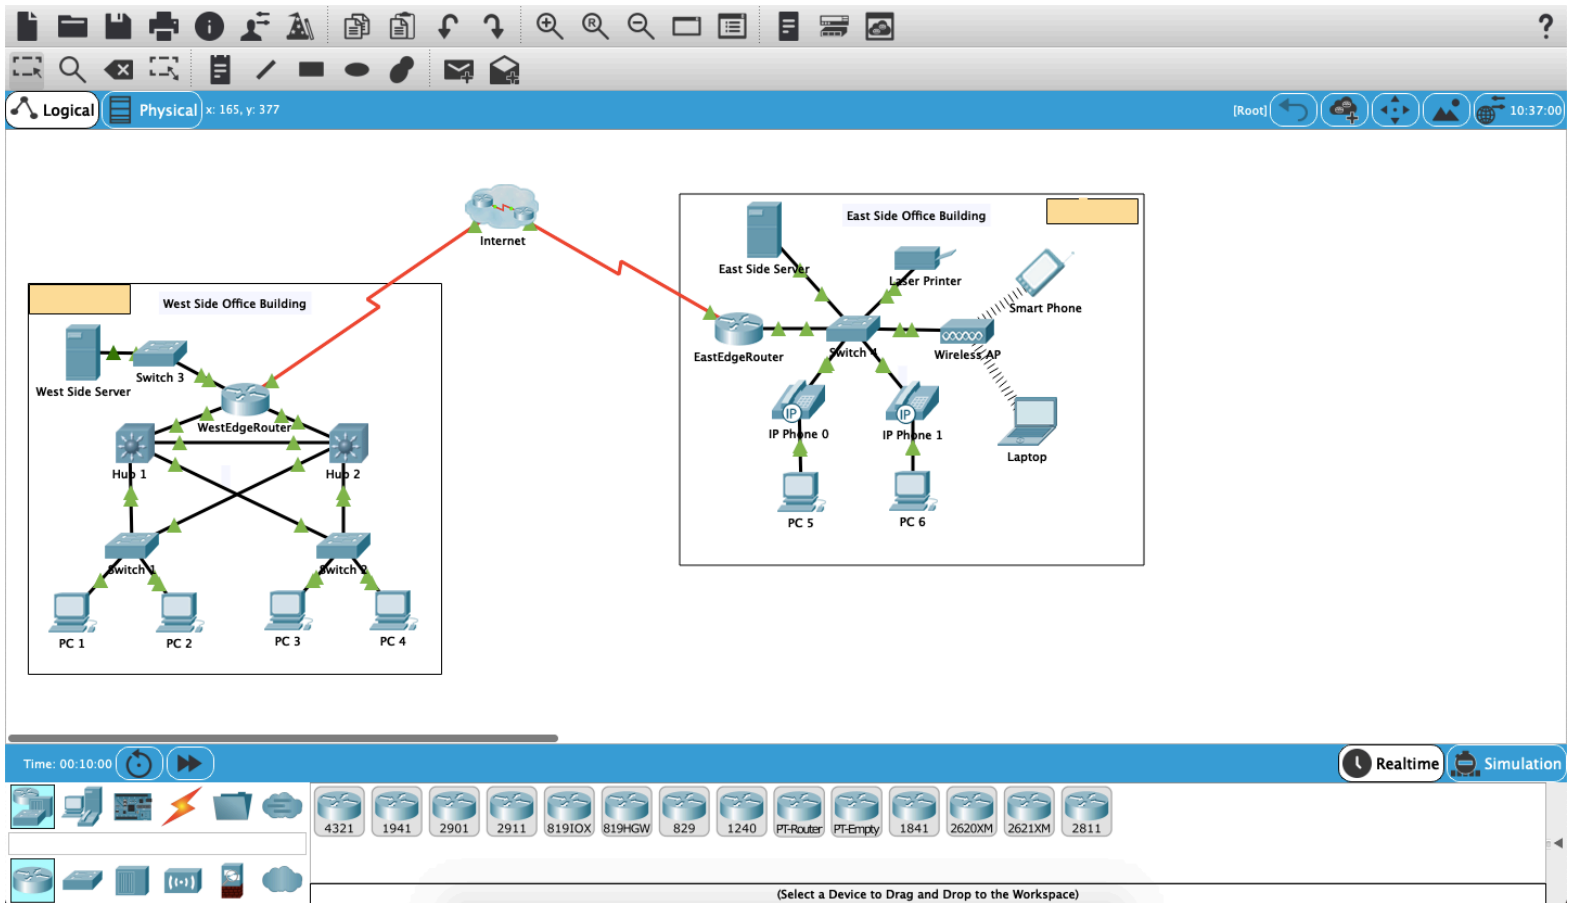 ?
R
Logical
Physical
x: 165, y: 377
[Root]
10:37:00
Internet
East Side Office Building
East Side Server
Laser Printer
Smart Phone
EastEdgeRouter
Switch 4
Wireless AP
IP
IP
IP Phone 0
IP Phone 1
Laptop
PC 5
PC 6
West Side Office Building
West Side Server
Switch 3
WestEdgeRouter
Hub 1
Hub 2
Switch 1
Switch 2
PC 1
PC 2
PC 3
PC 4
Time: 00:10:00
Realtime
Simulation
4321
1941
2901
2911
819IOX
819HGW
829
1240
PT-Router
PT-Empty
1841
2620XM
2621XM
2811
(Select a Device to Drag and Drop to the Workspace)